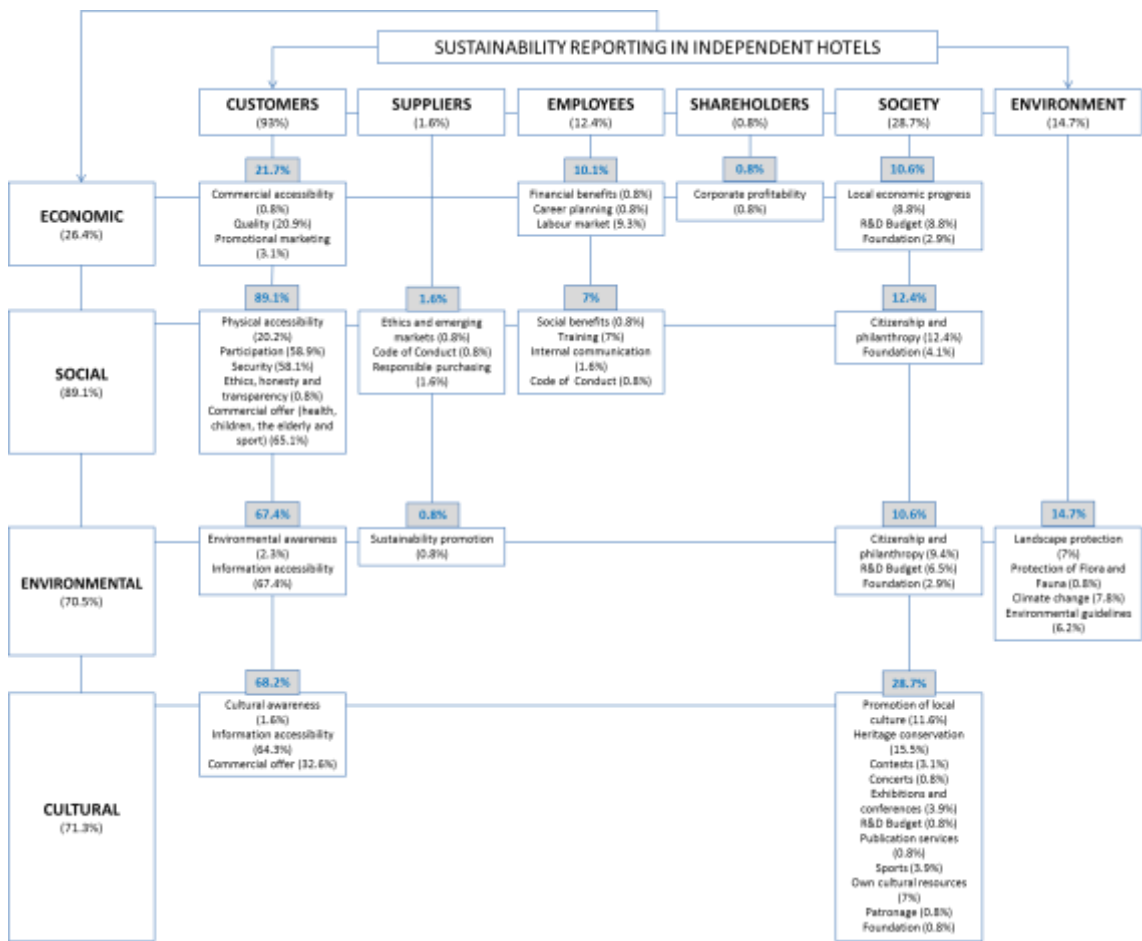 SUSTAINABILITY REPORTING IN INDEPENDENT HOTELS
CUSTOMERS
(93%)
SUPPLIERS
(1.6%)
EMPLOYEES
(12.4%)
SHAREHOLDERS
(0.8%)
SOCIETY
(28.7%)
ENVIRONMENT
(14.7%)
ECONOMIC
(26.4%)
21.7%
Commercial accessibility
(0.8%)
Quality (20.9%)
Promotional marketing
(3.1%)
10.1%
Financial benefits (0.8%)
Career planning (0.8%)
Labour market (9.3%)
0.8%
Corporate profitability
(0.8%)
10.6%
Local economic progress
(8.8%)
R&D Budget (8.8%)
Foundation (2.9%)
SOCIAL
(89.1%)
89.1%
Physical accessibility
(20.2%)
Participation (58.9%)
Security (58.1%)
Ethics, honesty and
transparency (0.8%)
Commercial offer (health,
children, the elderly and
sport) (65.1%)
1.6%
Ethics and emerging
markets (0.8%)
Code of Conduct (0.8%)
Responsible purchasing
(1.6%)
7%
Social benefits (0.8%)
Training (7%)
Internal communication
(1.6%)
Code of Conduct (0.8%)
12.4%
Citizenship and
philanthropy (12.4%)
Foundation (4.1%)
ENVIRONMENTAL
(70.5%)
67.4%
Environmental awareness
(2.3%)
Information accessibility
(67.4%)
0.8%
Sustainability promotion
(0.8%)
10.6%
Citizenship and
philanthropy (9.4%)
R&D Budget (6.5%)
Foundation (2.9%)
14.7%
Landscape protection
(7%)
Protection of Flora and
Fauna (0.8%)
Climate change (7.8%)
Environmental guidelines
(6.2%)
CULTURAL
(71.3%)
68.2%
Cultural awareness
(1.6%)
Information accessibility
(64.3%)
Commercial offer (32.6%)
28.7%
Promotion of local
culture (11.6%)
Heritage conservation
(15.5%)
Contests (3.1%)
Concerts (0.8%)
Exhibitions and
conferences (3.9%)
R&D Budget (0.8%)
Publication services
(0.8%)
Sports (3.9%)
Own cultural resources
(7%)
Patronage (0.8%)
Foundation (0.8%)